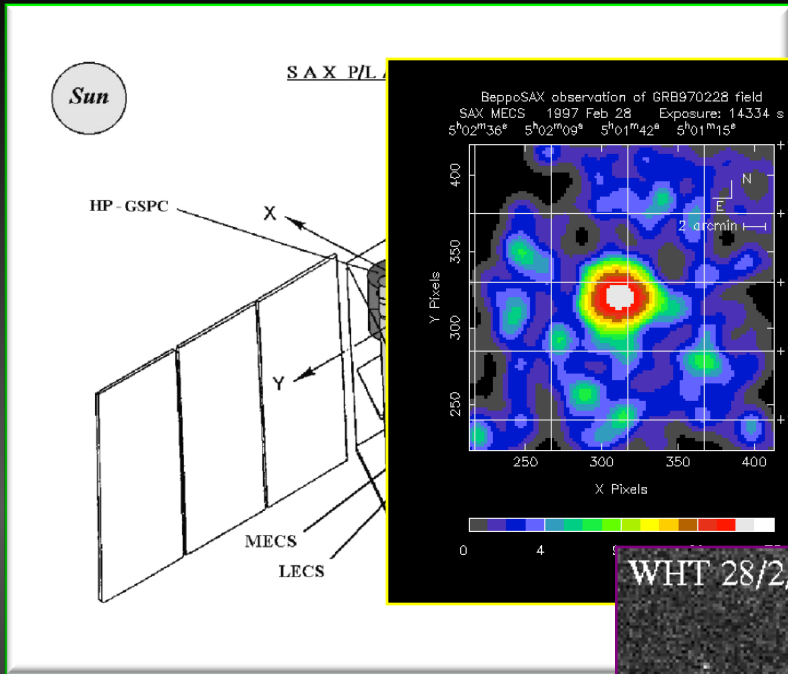 Sun
SAX P/L
HP-GSPC
X
Y
MECS
LECS
BeppoSAX observation of GRB970228 field
SAX MECS 1997 Feb 28 Exposure: 14334 s
5ʰ02ᵐ36ˢ 5ʰ02ᵐ09ˢ 5ʰ01ᵐ42ˢ 5ʰ01ᵐ15ˢ
N
E
2 arcmin
400
350
300
250
Y Pixels
250 300 350 400
X Pixels
0 4
WHT 28/2/